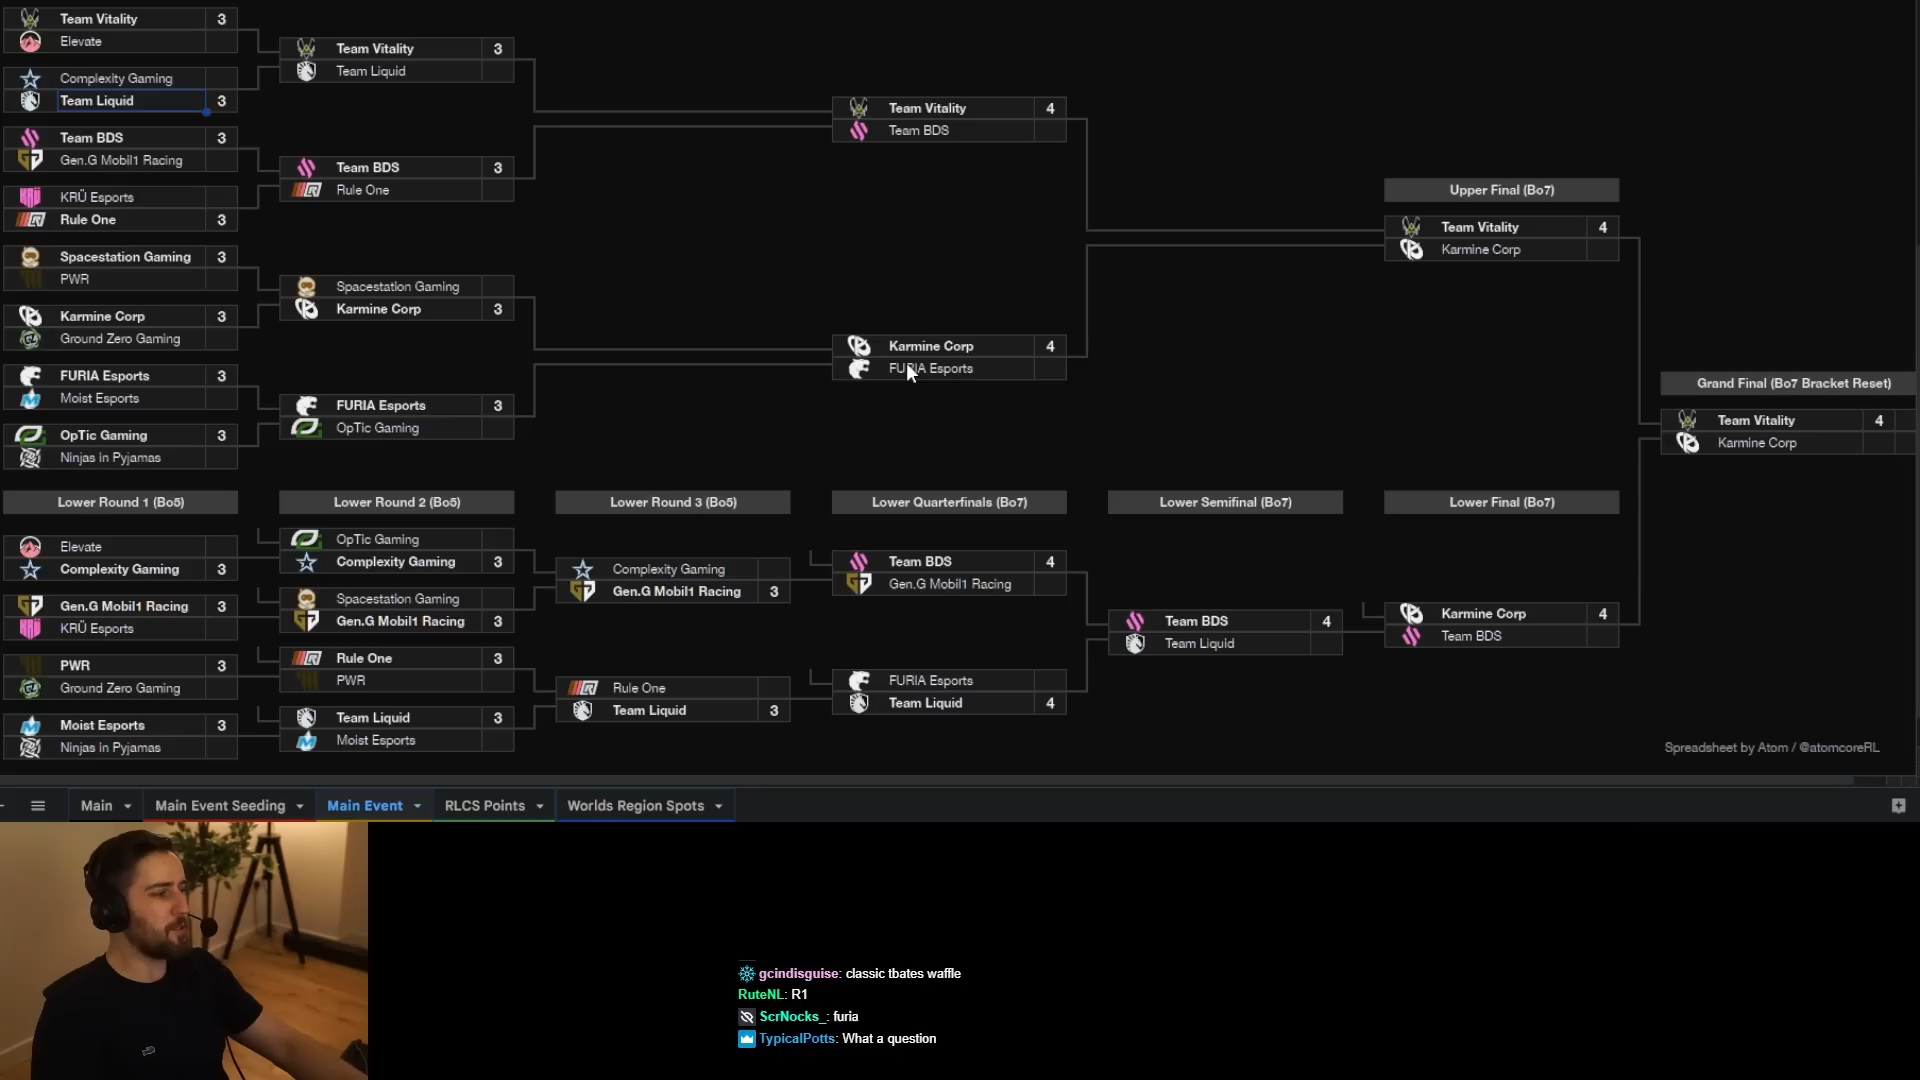 Team Vitality 3
Elevate
Complexity Gaming
Team Liquid 3
Team BDS 3
Gen.G Mobil1 Racing
KRÜ Esports
Rule One 3
Spacestation Gaming 3
PWR
Karmine Corp 3
Ground Zero Gaming
FURIA Esports 3
Moist Esports
OpTic Gaming 3
Ninjas in Pyjamas
Team Vitality 3
Team Liquid
Team BDS 3
Rule One
Spacestation Gaming
Karmine Corp 3
FURIA Esports 3
OpTic Gaming
Team Vitality 4
Team BDS
Karmine Corp 4
FURIA Esports
Upper Final (Bo7)
Team Vitality 4
Karmine Corp
Grand Final (Bo7 Bracket Reset)
Team Vitality 4
Karmine Corp
Lower Round 1 (Bo5)
Elevate
Complexity Gaming 3
Gen.G Mobil1 Racing 3
KRÜ Esports
PWR 3
Ground Zero Gaming
Moist Esports 3
Ninjas in Pyjamas
Lower Round 2 (Bo5)
OpTic Gaming
Complexity Gaming 3
Spacestation Gaming
Gen.G Mobil1 Racing 3
Rule One 3
PWR
Team Liquid 3
Moist Esports
Lower Round 3 (Bo5)
Complexity Gaming
Gen.G Mobil1 Racing 3
Rule One
Team Liquid 3
Lower Quarterfinals (Bo7)
Team BDS 4
Gen.G Mobil1 Racing
FURIA Esports
Team Liquid 4
Lower Semifinal (Bo7)
Team BDS 4
Team Liquid
Lower Final (Bo7)
Karmine Corp 4
Team BDS
Spreadsheet by Atom / @atomcoreRL
Main
Main Event Seeding
Main Event
RLCS Points
Worlds Region Spots
gcindisguise: classic tbates waffle
RuteNL: R1
ScrNocks_: furia
TypicalPotts: What a question